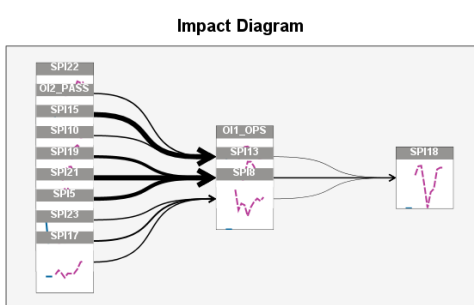 Impact Diagram
SPI22
OI2_PASS
SPI15
SPI10
SPI19
SPI21
SPI5
SPI23
SPI17
OI1_OPS
SPI13
SPI8
SPI18